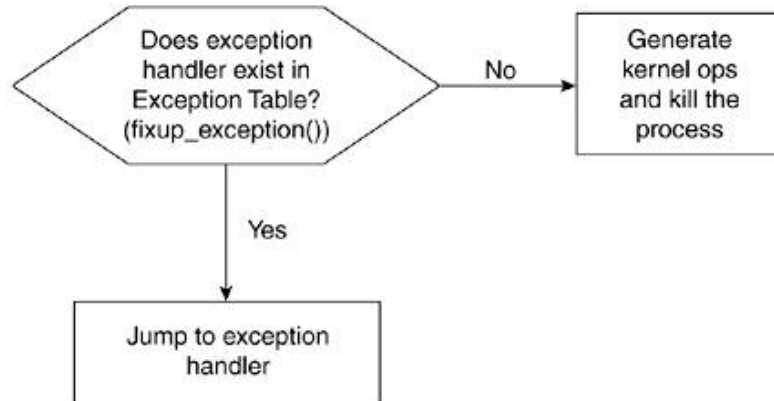 Does exception
handler exist in
Exception Table?
(fixup_exception())
No
Generate
kernel ops
and kill the
process
Yes
Jump to exception
handler